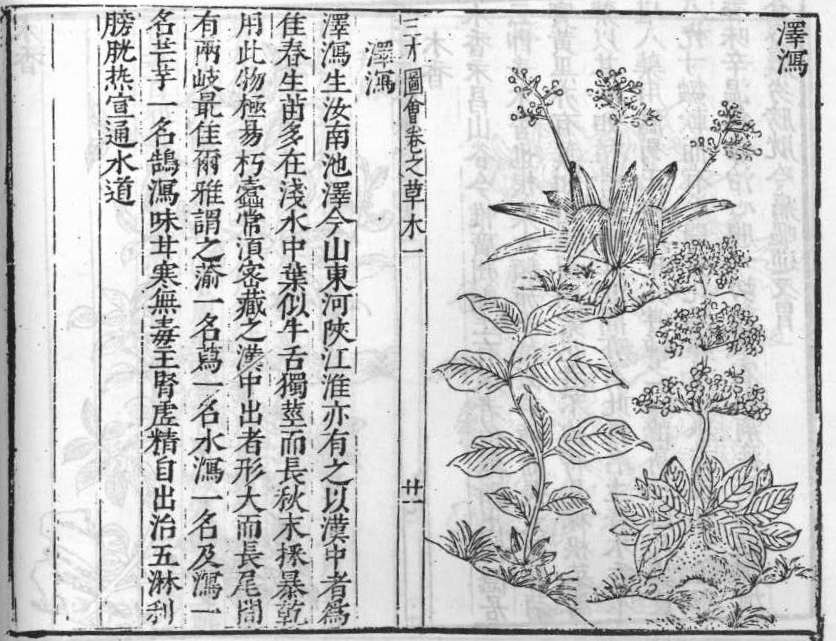 澤瀉
三才圖會卷之草木一 廿一
澤瀉
澤瀉生汝南池澤今山東河陝江淮亦有之以漢中者爲
佳春生苗多在淺水中葉似牛舌獨莖而長秋末採暴乾
用此物極易朽蠹常湏密藏之漢中出者形大而長尾間
有兩岐最佳爾雅謂之蕍一名蕮一名水瀉一名及瀉一
名芒芋一名鵠瀉味甘寒無毒主腎虛精自出治五淋利
膀胱热宣通水道